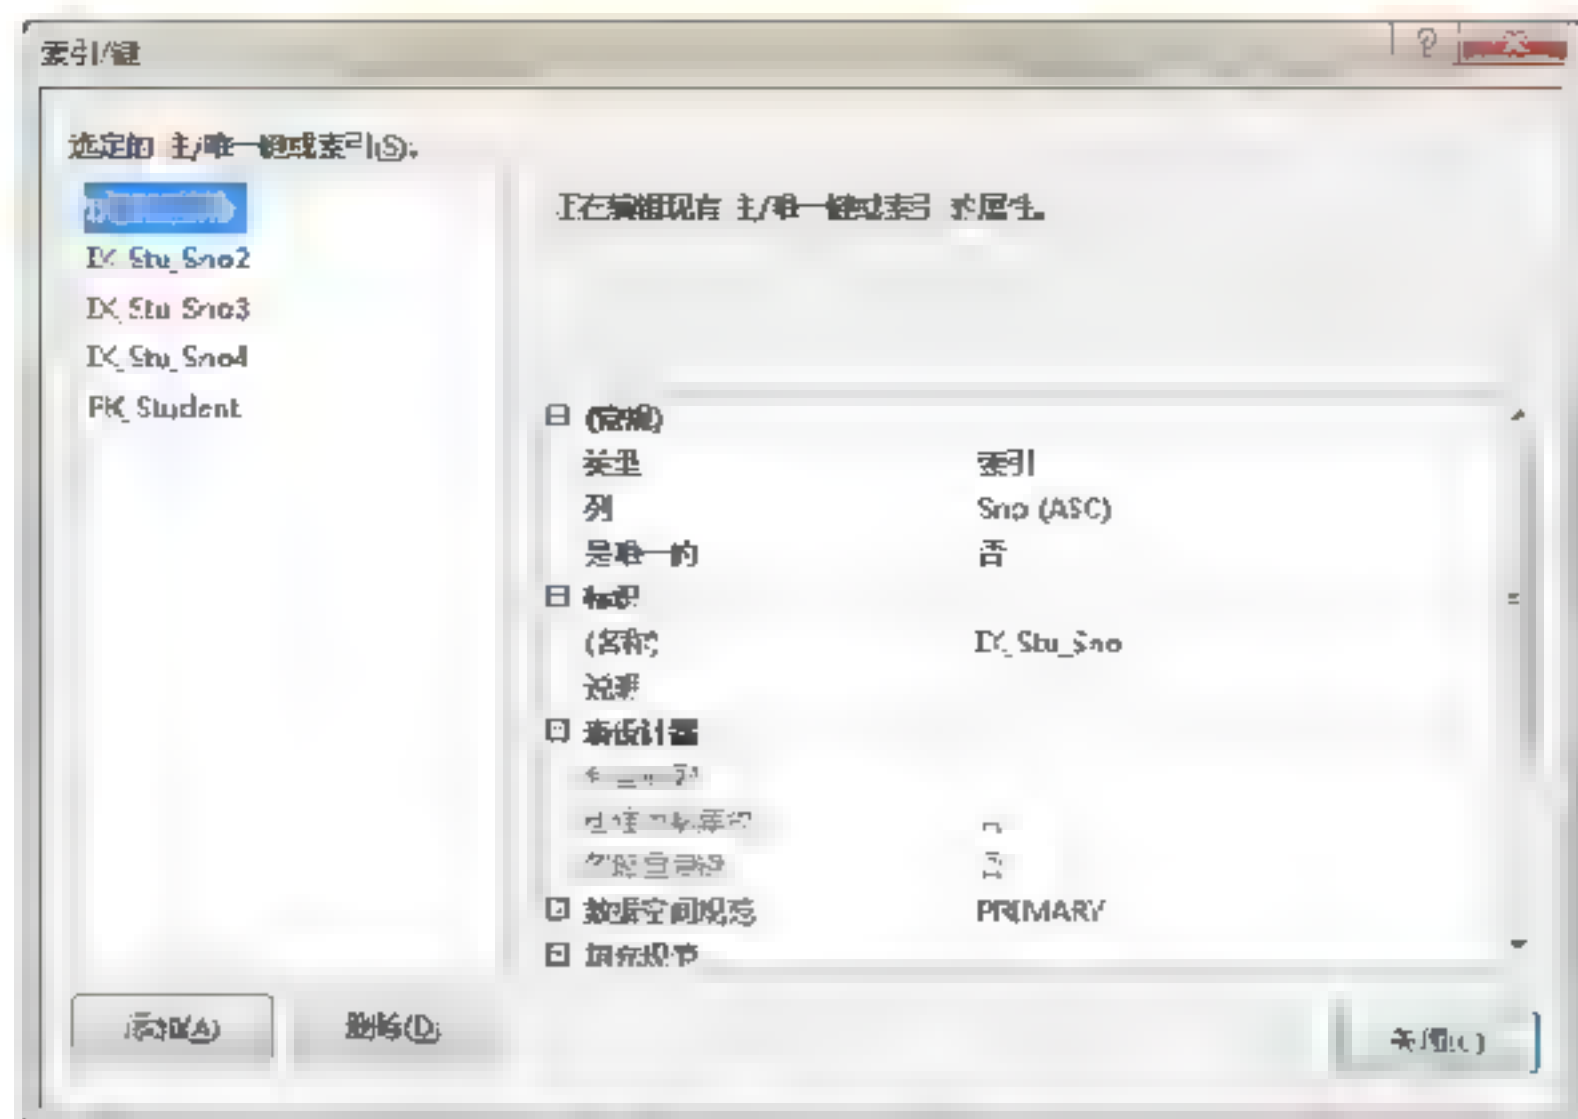 索引/键
选定的 主/唯一键或索引(S):
IX_Stu_Sno2
IX_Stu_Sno3
IX_Stu_Sno4
PK_Student
正在编辑现有 主/唯一键或索引 的属性。
(常规)
类型 索引
列 Sno (ASC)
是唯一的 否
标识
(名称) IX_Stu_Sno
说明
表设计器
数据空间规范 PRIMARY
填充规范
添加(A) 删除(D) 关闭(C)